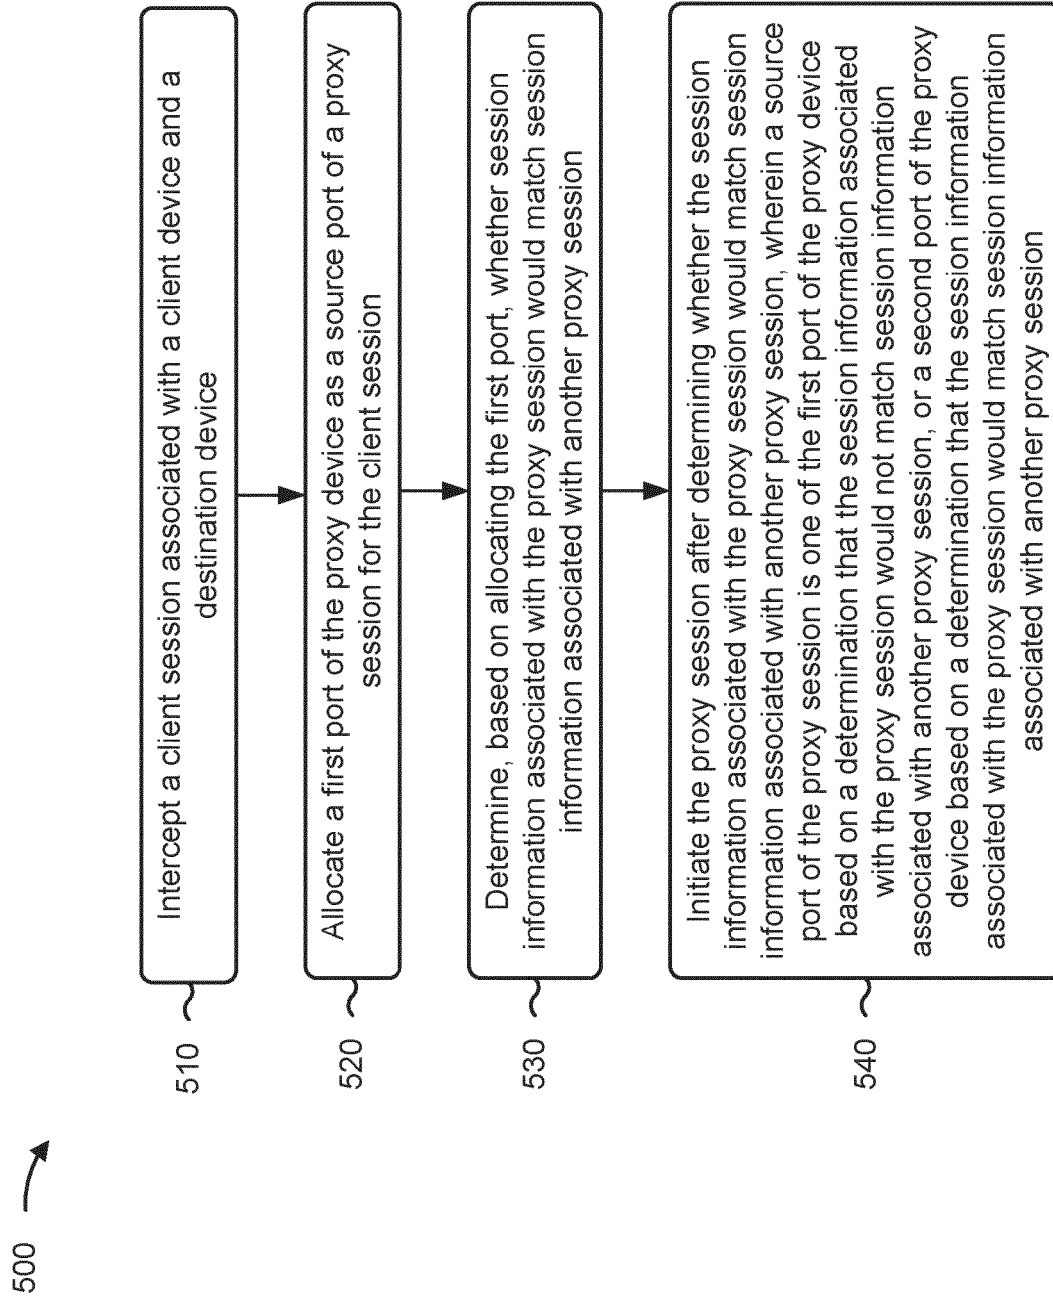 500
510
Intercept a client session associated with a client device and a
destination device
520
Allocate a first port of the proxy device as a source port of a proxy
session for the client session
530
Determine, based on allocating the first port, whether session
information associated with the proxy session would match session
information associated with another proxy session
540
Initiate the proxy session after determining whether the session
information associated with the proxy session would match session
information associated with another proxy session, wherein a source
port of the proxy session is one of the first port of the proxy device
based on a determination that the session information associated
with the proxy session would not match session information
associated with another proxy session, or a second port of the proxy
device based on a determination that the session information
associated with the proxy session would match session information
associated with another proxy session